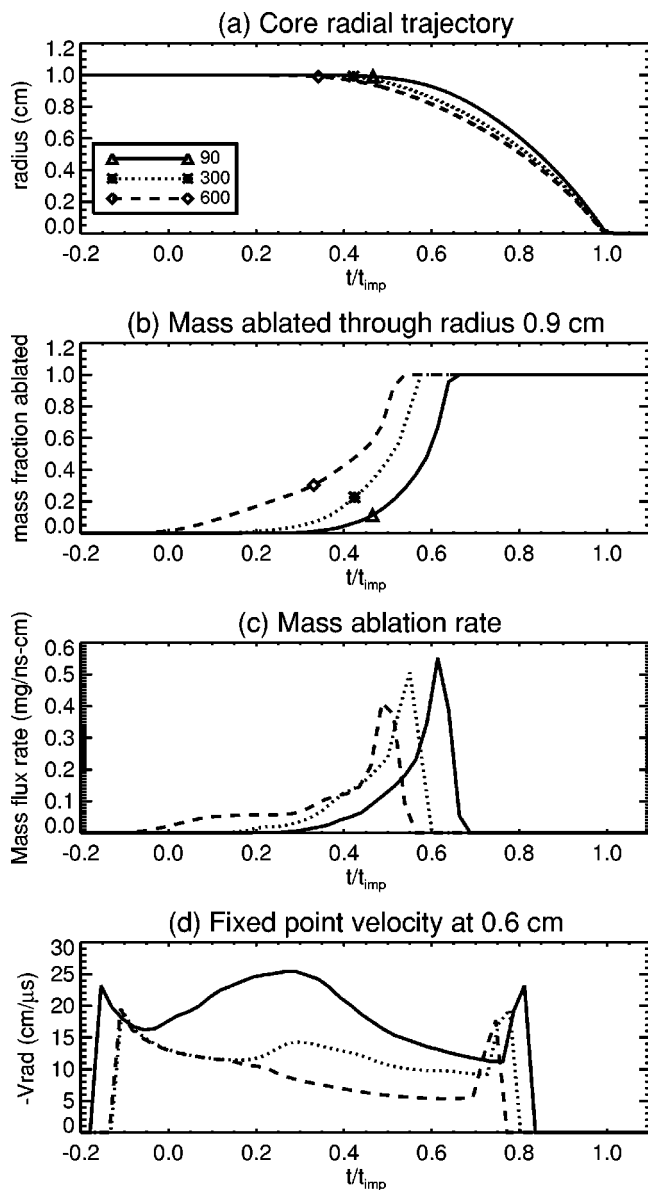 (a) Core radial trajectory
1.2
1.0
0.8
0.6
0.4
0.2
0.0
radius (cm)
90
300
600
-0.2 0.0 0.2 0.4 0.6 0.8 1.0
t/timp
(b) Mass ablated through radius 0.9 cm
1.2
1.0
0.8
0.6
0.4
0.2
0.0
mass fraction ablated
-0.2 0.0 0.2 0.4 0.6 0.8 1.0
t/timp
(c) Mass ablation rate
0.6
0.5
0.4
0.3
0.2
0.1
0.0
Mass flux rate (mg/ns-cm)
-0.2 0.0 0.2 0.4 0.6 0.8 1.0
t/timp
(d) Fixed point velocity at 0.6 cm
30
25
20
15
10
5
0
-Vrad (cm/μs)
-0.2 0.0 0.2 0.4 0.6 0.8 1.0
t/timp